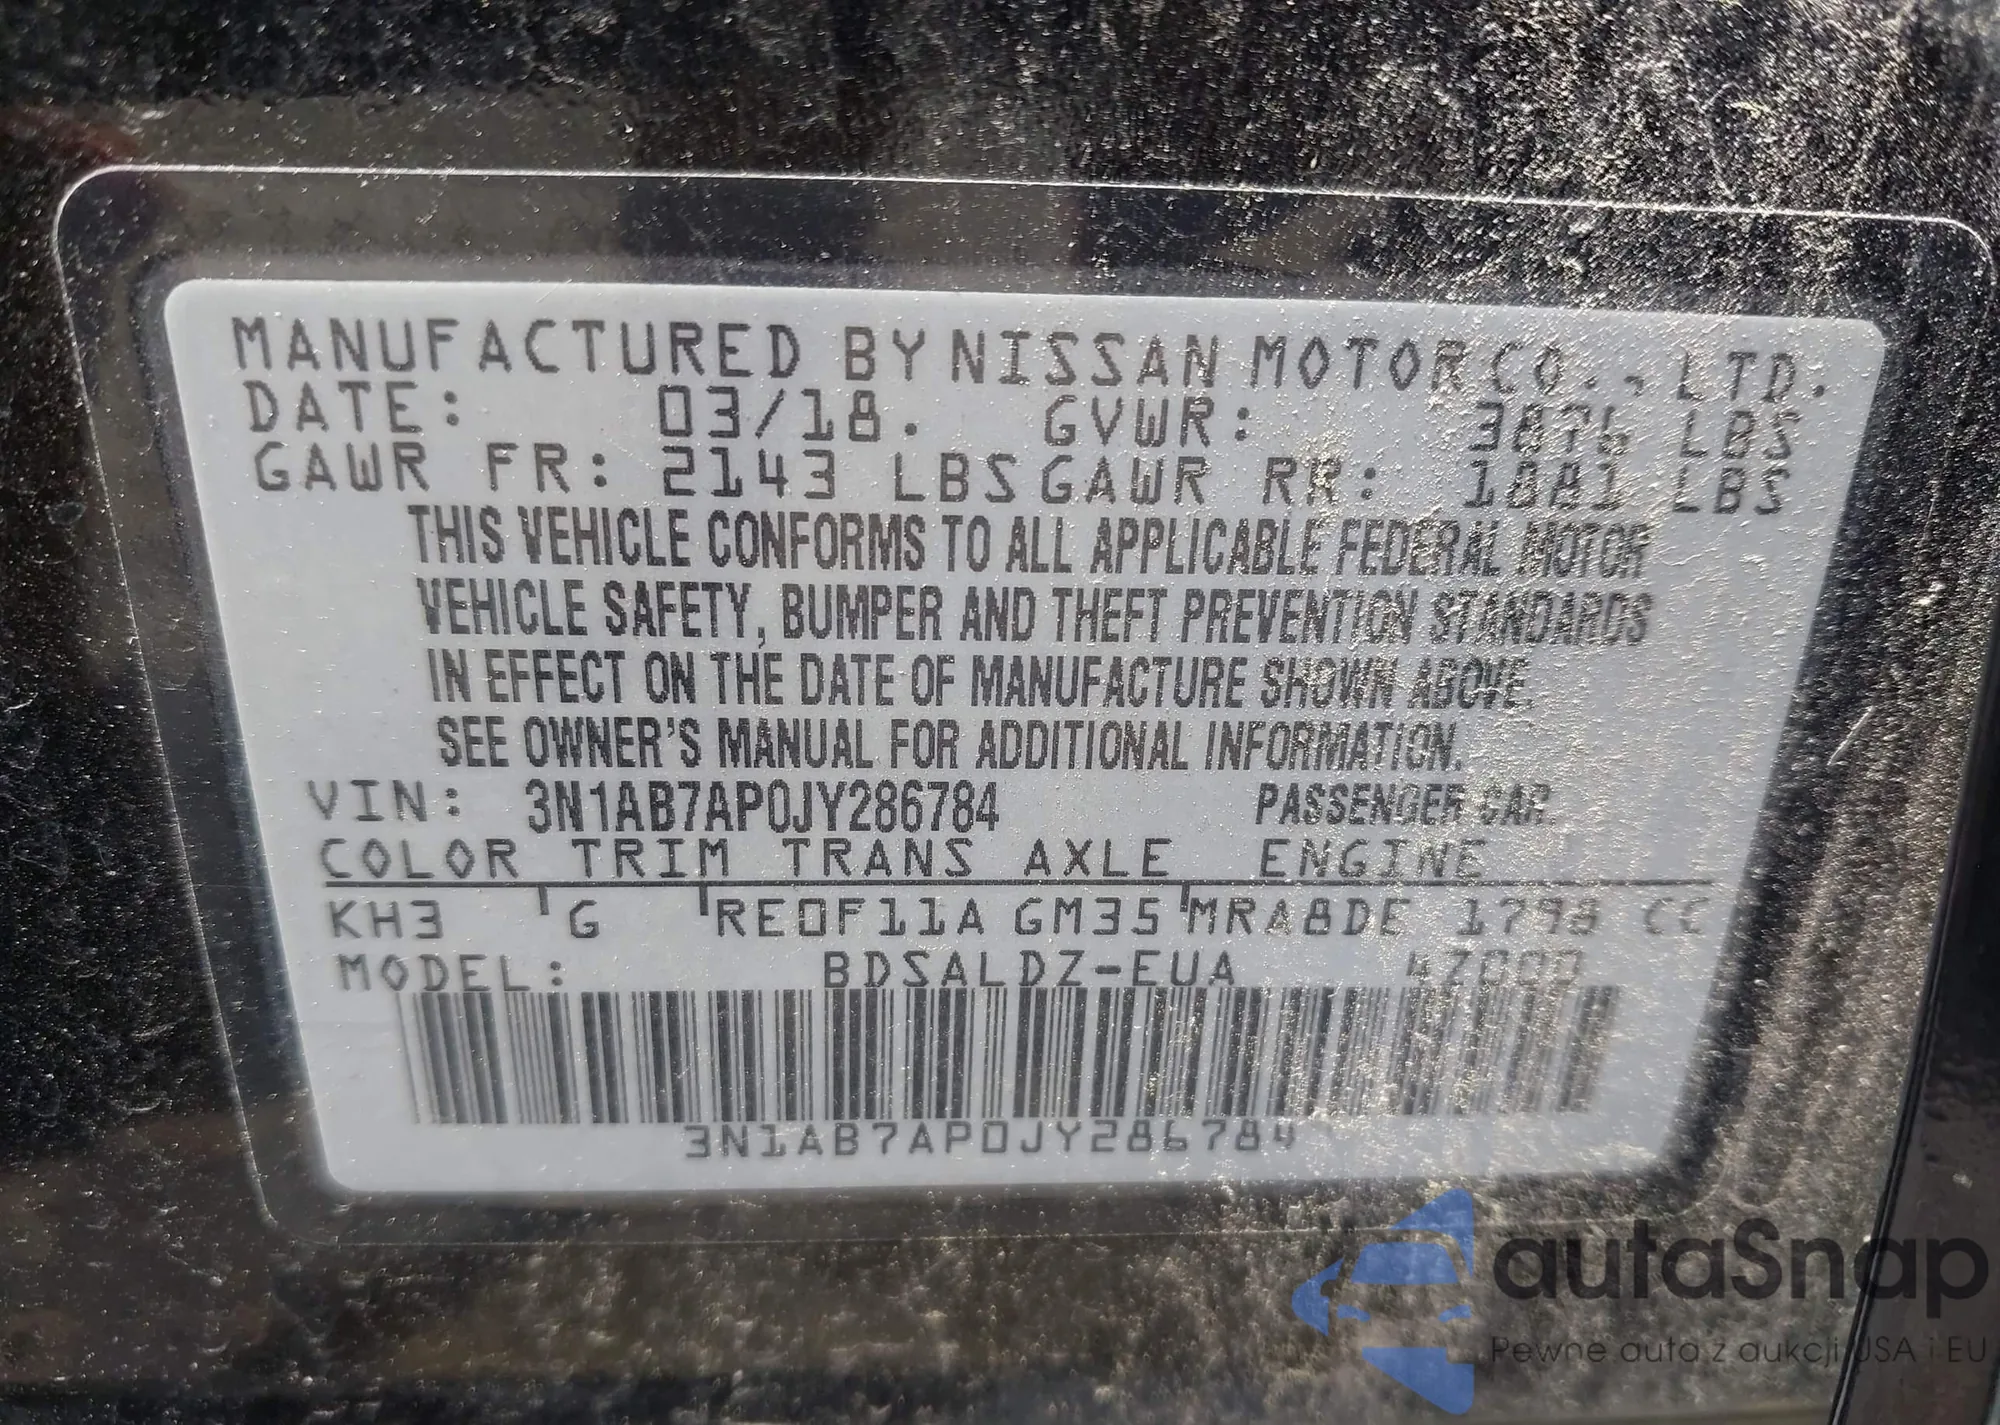 MANUFACTURED BY NISSAN MOTOR CO., LTD.
DATE: 03/18. GVWR: 3876 LBS
GAWR FR: 2143 LBS GAWR RR: 1881 LBS
THIS VEHICLE CONFORMS TO ALL APPLICABLE FEDERAL MOTOR
VEHICLE SAFETY, BUMPER AND THEFT PREVENTION STANDARDS
IN EFFECT ON THE DATE OF MANUFACTURE SHOWN ABOVE.
SEE OWNER'S MANUAL FOR ADDITIONAL INFORMATION.
VIN: 3N1AB7AP0JY286784 PASSENGER CAR.
COLOR TRIM TRANS AXLE ENGINE
KH3 G RE0F11A GM35 MRA8DE 1798 CC
MODEL: BDSALDZ-EUA
3N1AB7AP0JY286784
autaSnap
Pewne auta z aukcji USA i EU